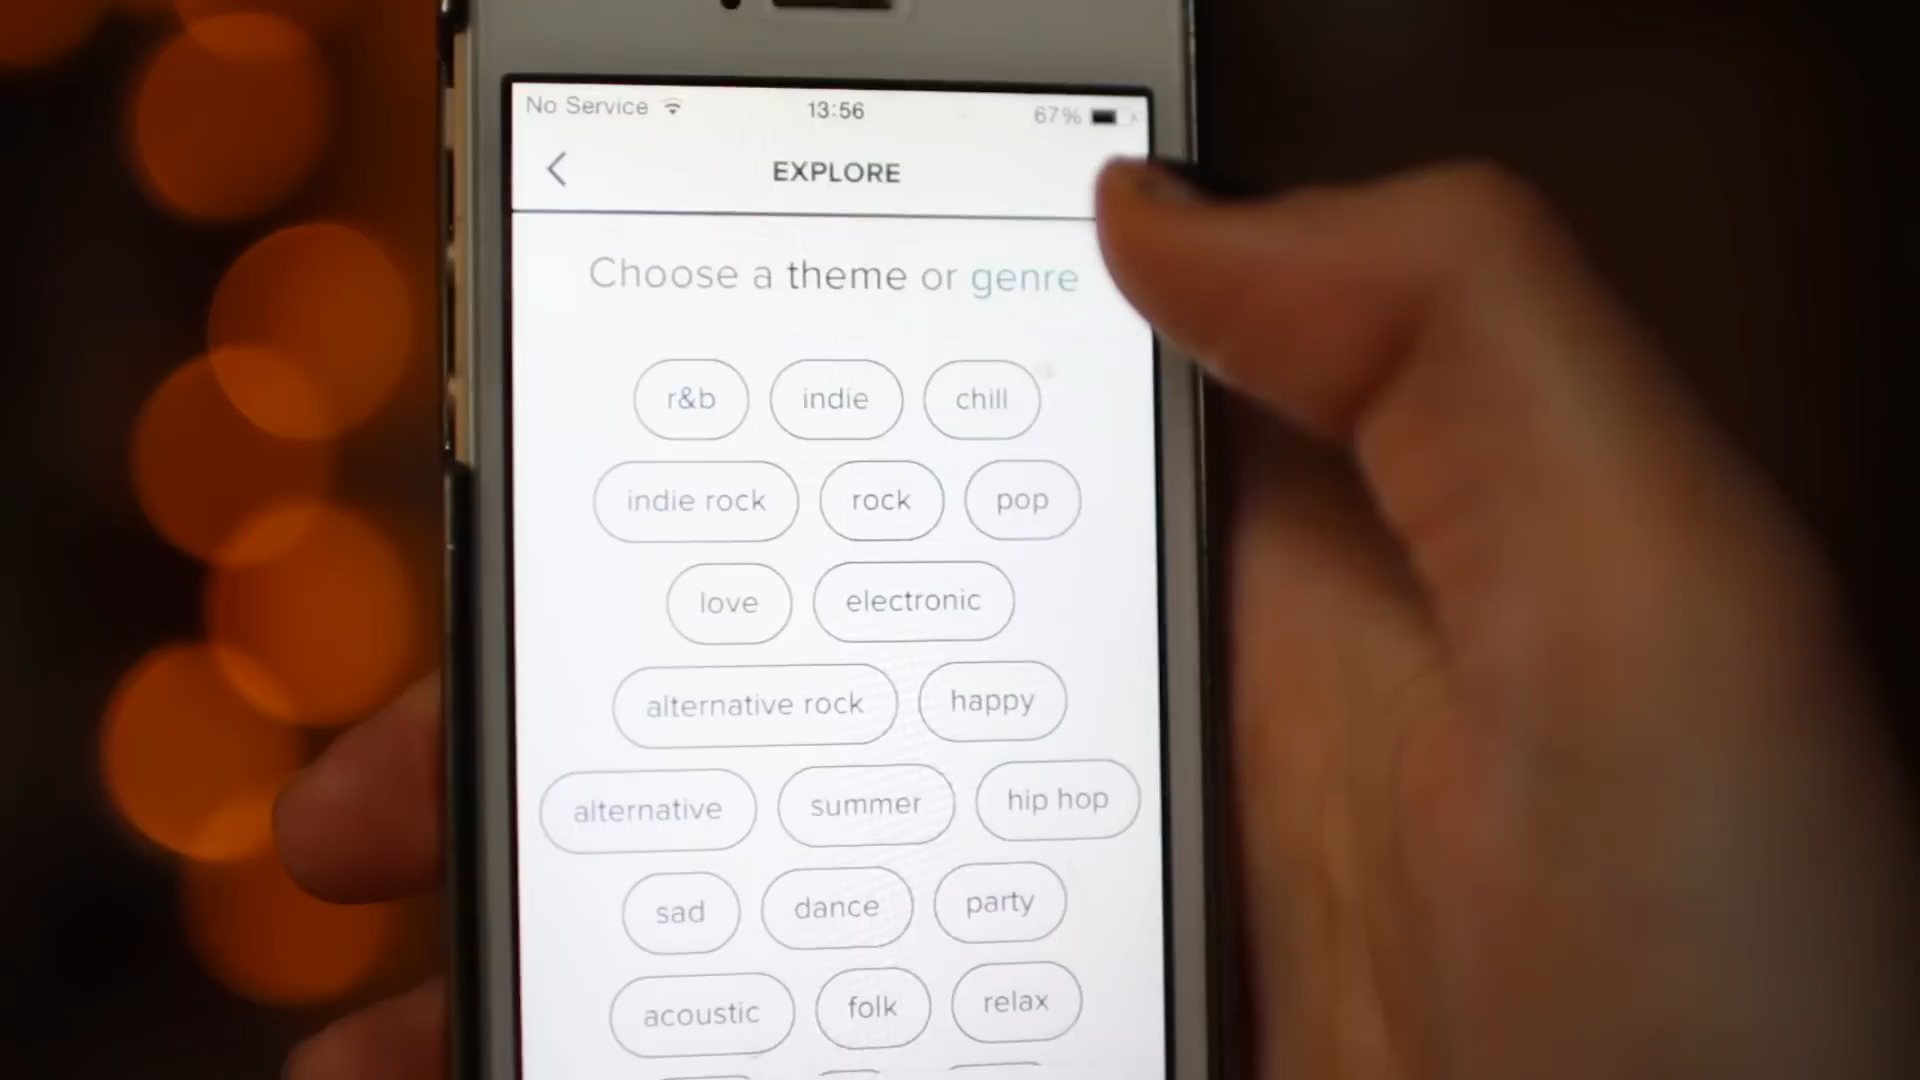 No Service 13:56 67%
EXPLORE
Choose a theme or genre
r&b indie chill
indie rock rock pop
love electronic
alternative rock happy
alternative summer hip hop
sad dance party
acoustic folk relax